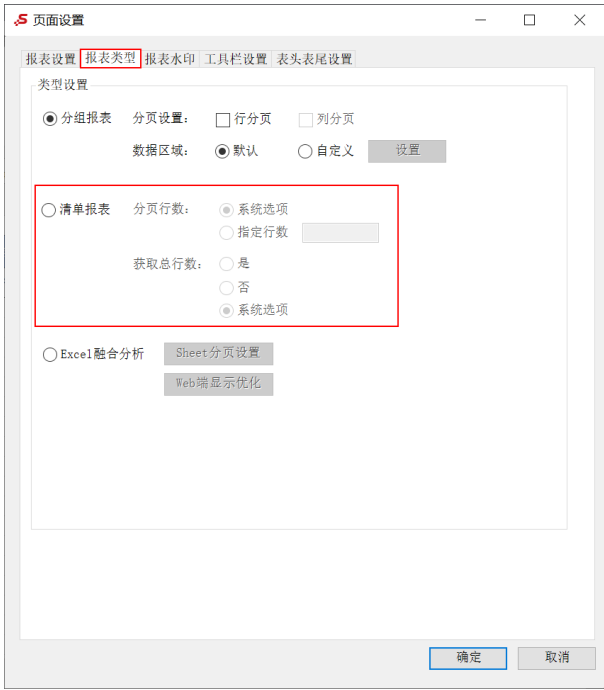 页面设置
报表设置 报表类型 报表水印 工具栏设置 表头表尾设置
类型设置
分组报表 分页设置: 行分页 列分页
数据区域: 默认 自定义 设置
清单报表 分页行数: 系统选项
指定行数
获取总行数: 是
否
系统选项
Excel融合分析 Sheet分页设置
Web端显示优化
确定 取消